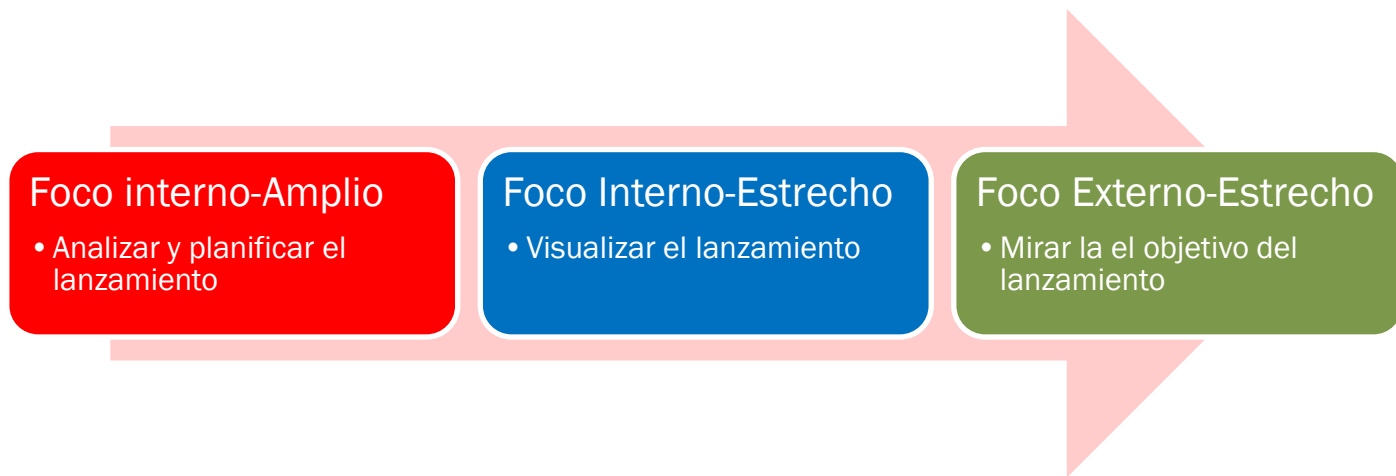 Foco interno-Amplio
• Analizar y planificar el
lanzamiento
Foco Interno-Estrecho
• Visualizar el lanzamiento
Foco Externo-Estrecho
• Mirar la el objetivo del
lanzamiento